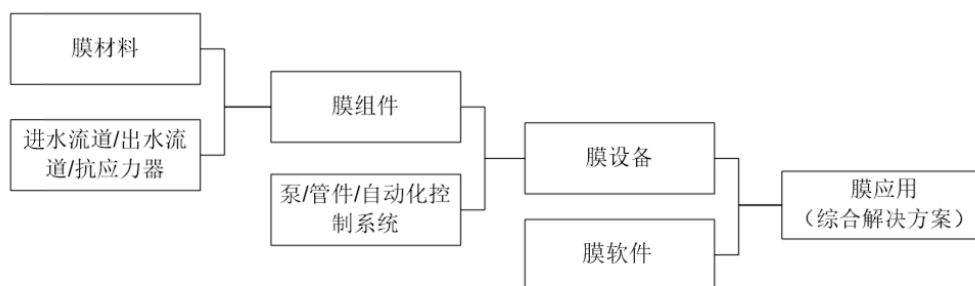 膜材料
进水流道/出水流
道/抗应力器
膜组件
泵/管件/自动化控
制系统
膜设备
膜软件
膜应用
（综合解决方案）